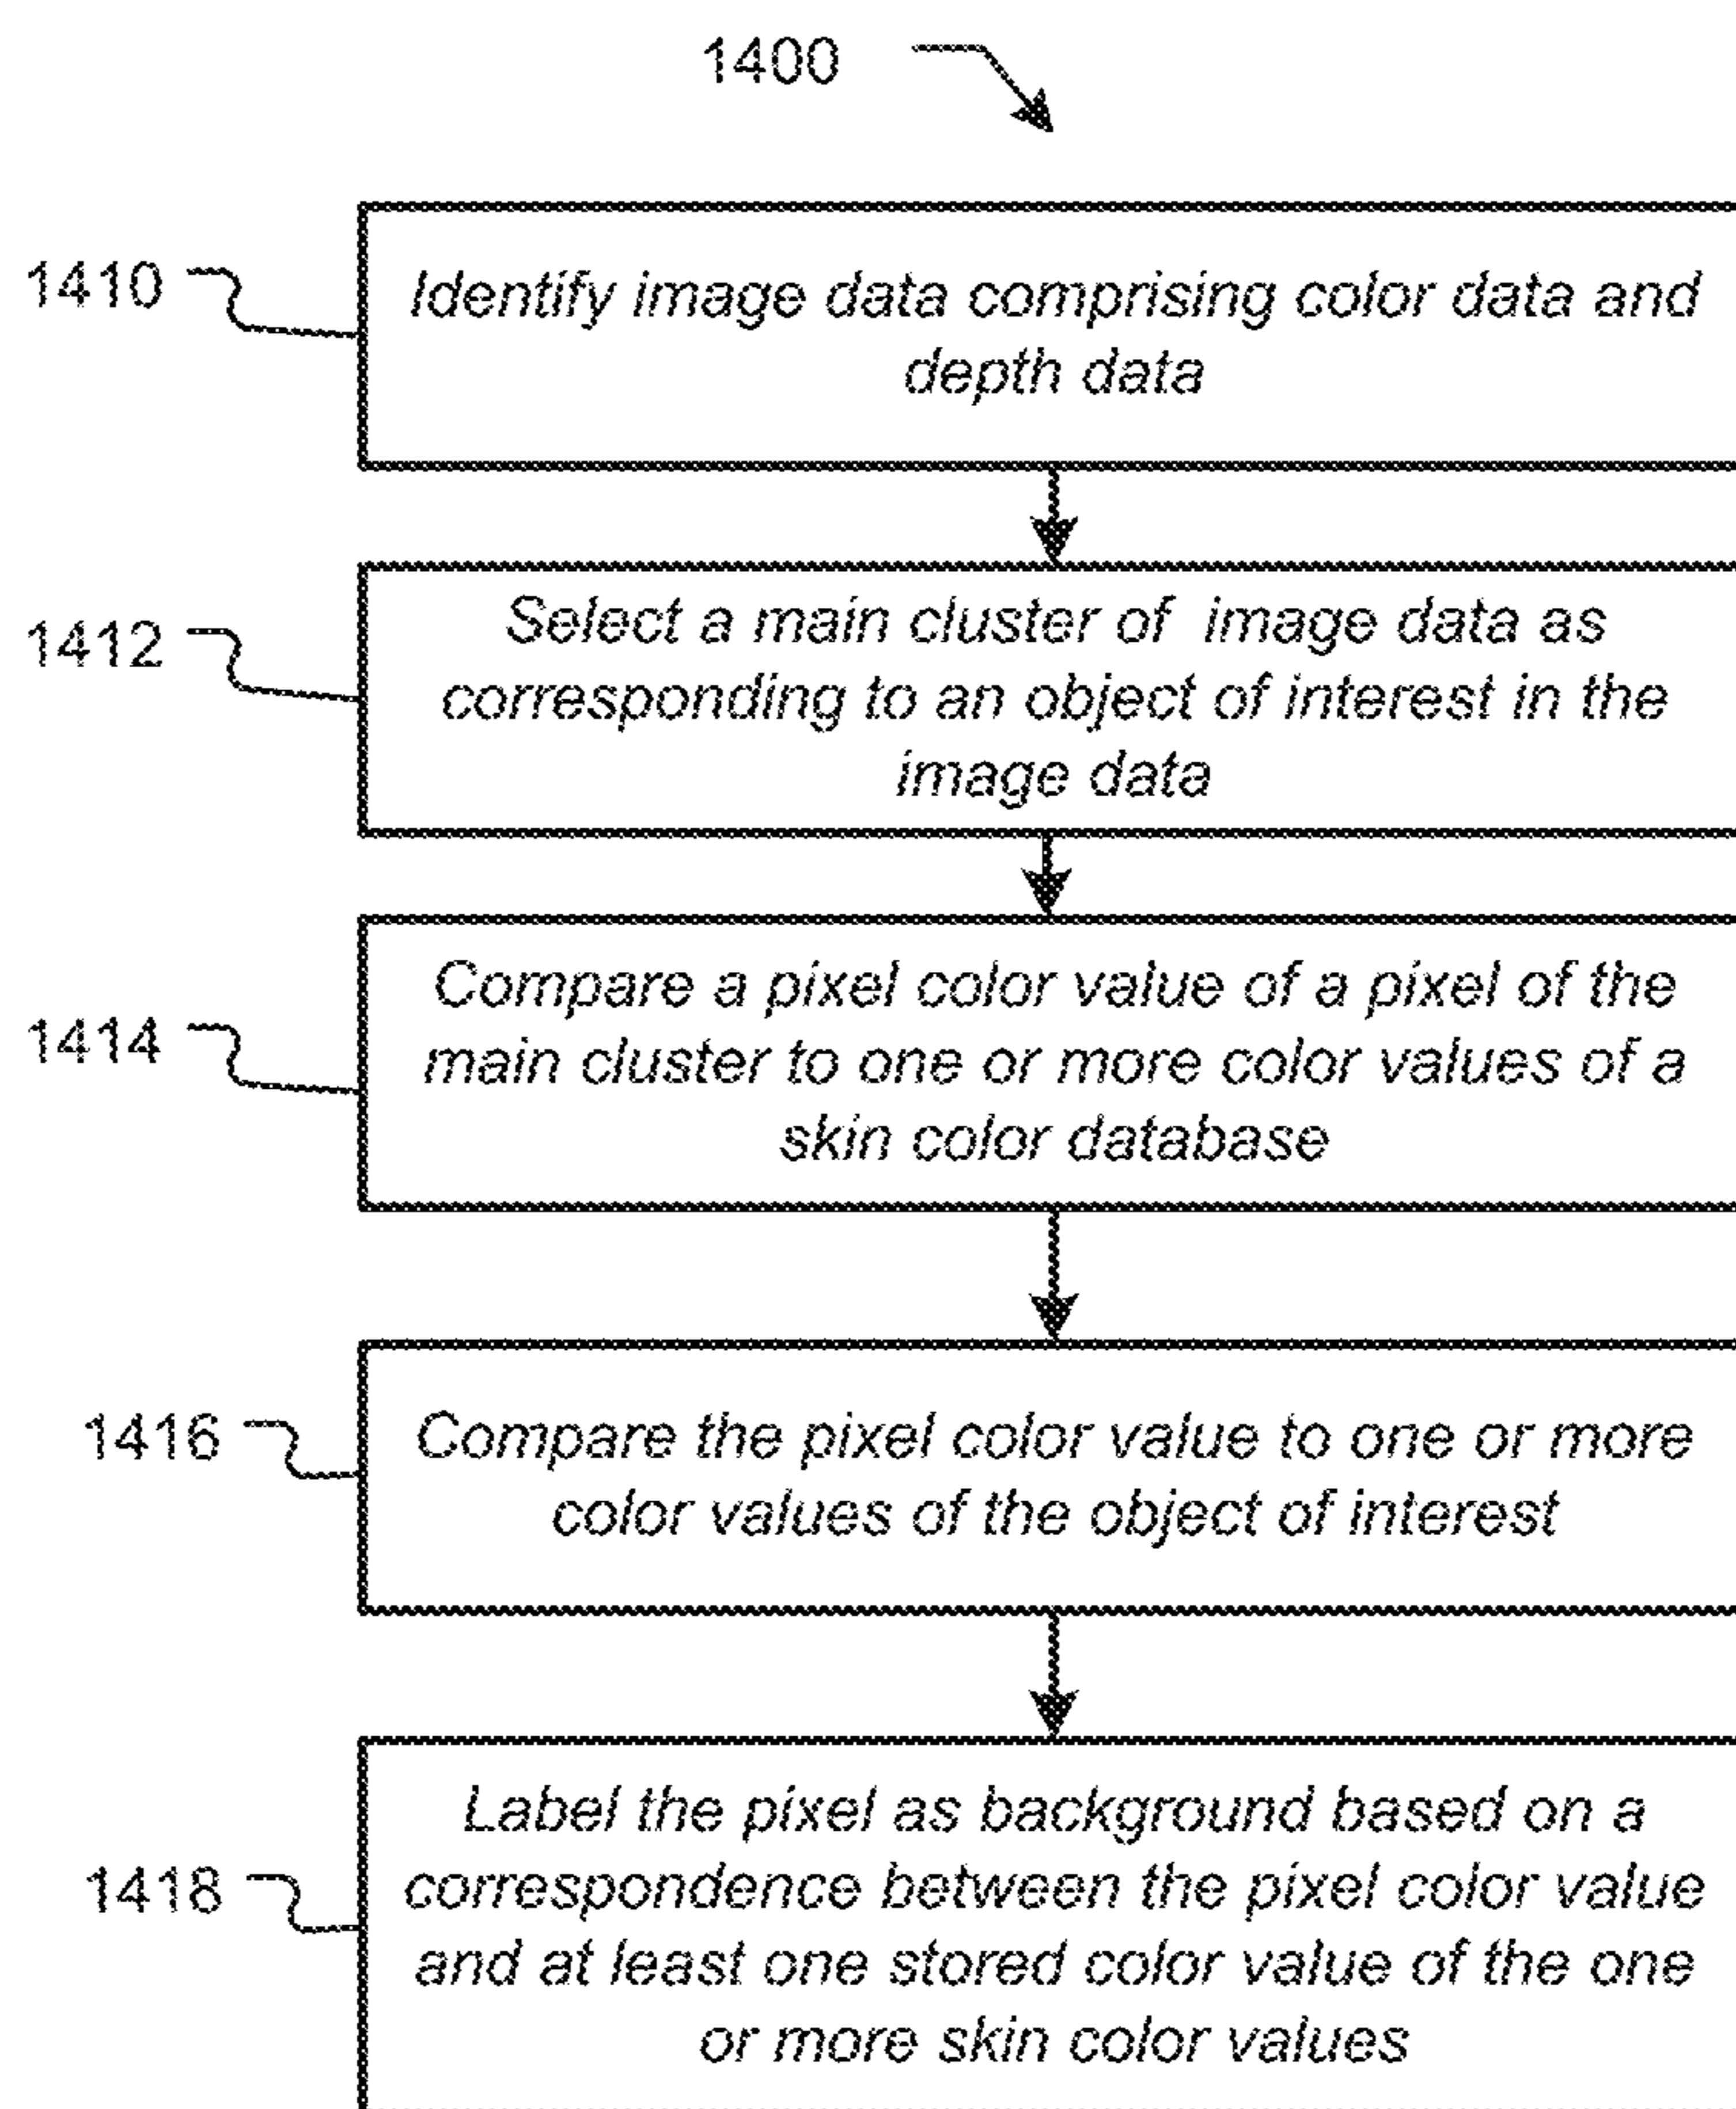 1400
1410
Identify image data comprising color data and
depth data
1412
Select a main cluster of image data as
corresponding to an object of interest in the
image data
1414
Compare a pixel color value of a pixel of the
main cluster to one or more color values of a
skin color database
1416
Compare the pixel color value to one or more
color values of the object of interest
1418
Label the pixel as background based on a
correspondence between the pixel color value
and at least one stored color value of the one
or more skin color values